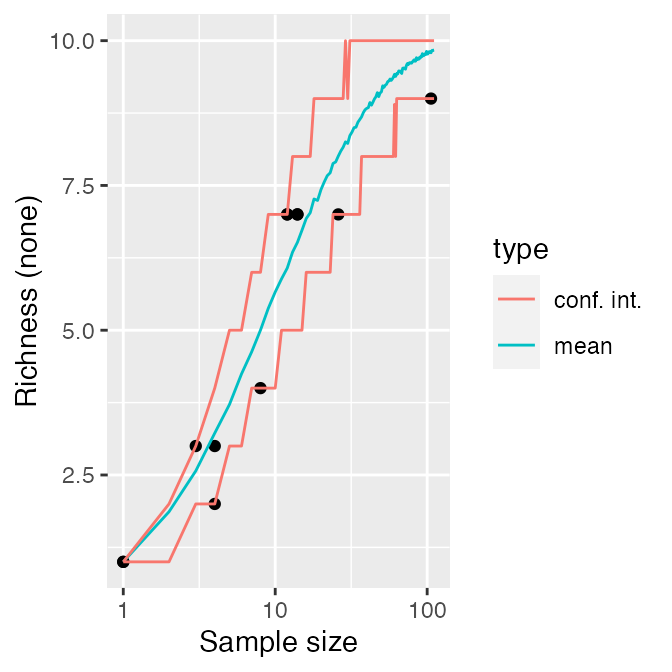 10.0
7.5
5.0
2.5
Richness (none)
1
10
100
Sample size
type
conf. int.
mean